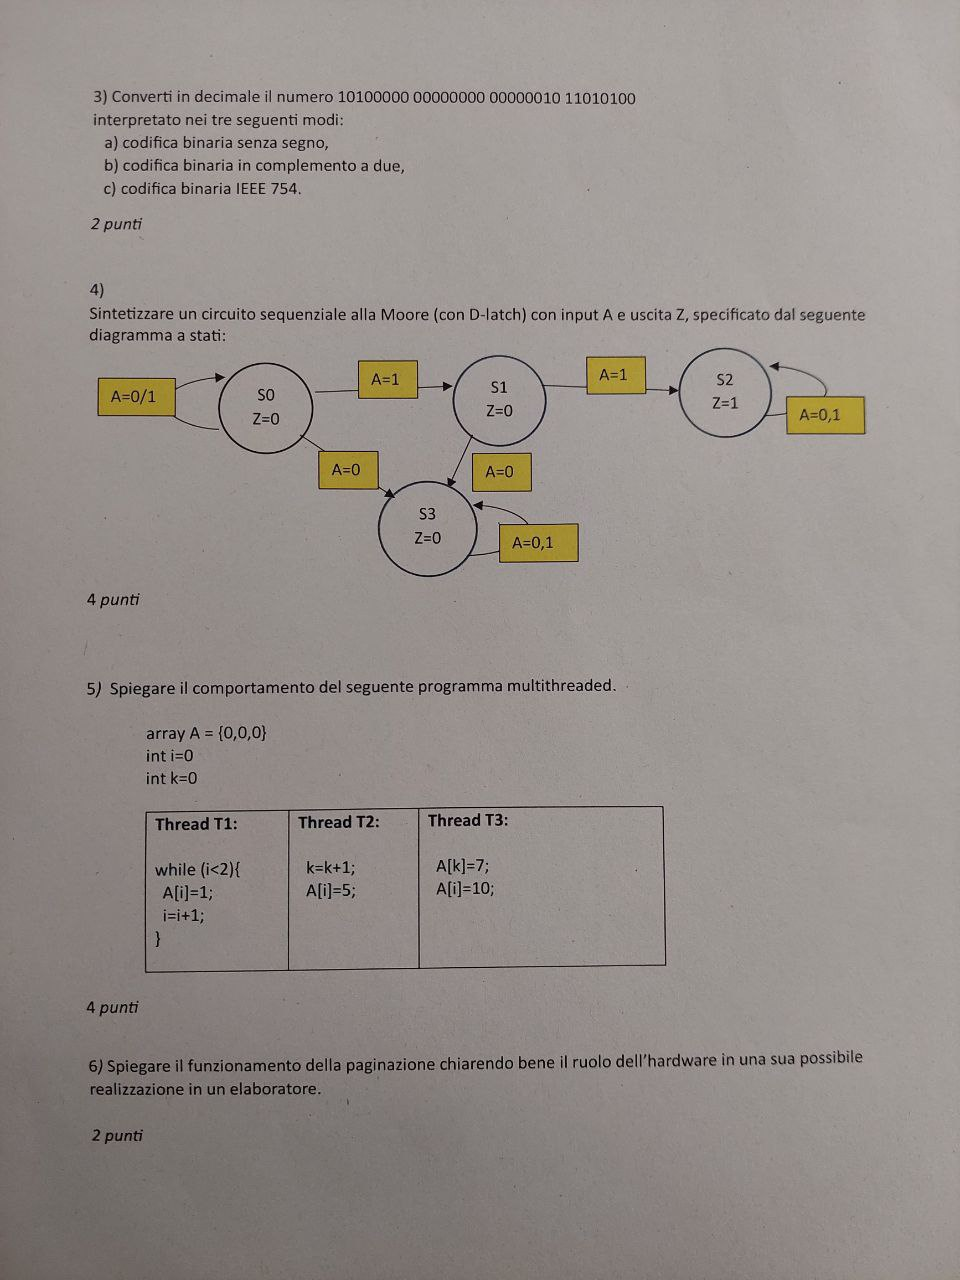 3) Converti in decimale il numero 10100000 00000000 00000010 11010100
interpretato nei tre seguenti modi:
a) codifica binaria senza segno,
b) codifica binaria in complemento a due,
c) codifica binaria IEEE 754.
2 punti
4)
Sintetizzare un circuito sequenziale alla Moore (con D-latch) con input A e uscita Z, specificato dal seguente
diagramma a stati:
A=0/1
S0
Z=0
A=1
S1
Z=0
A=1
S2
Z=1
A=0,1
A=0
A=0
S3
Z=0
A=0,1
4 punti
5) Spiegare il comportamento del seguente programma multithreaded.
array A = {0,0,0}
int i=0
int k=0
Thread T1:
while (i<2){
A[i]=1;
i=i+1;
}
Thread T2:
k=k+1;
A[i]=5;
Thread T3:
A[k]=7;
A[i]=10;
4 punti
6) Spiegare il funzionamento della paginazione chiarendo bene il ruolo dell'hardware in una sua possibile
realizzazione in un elaboratore.
2 punti